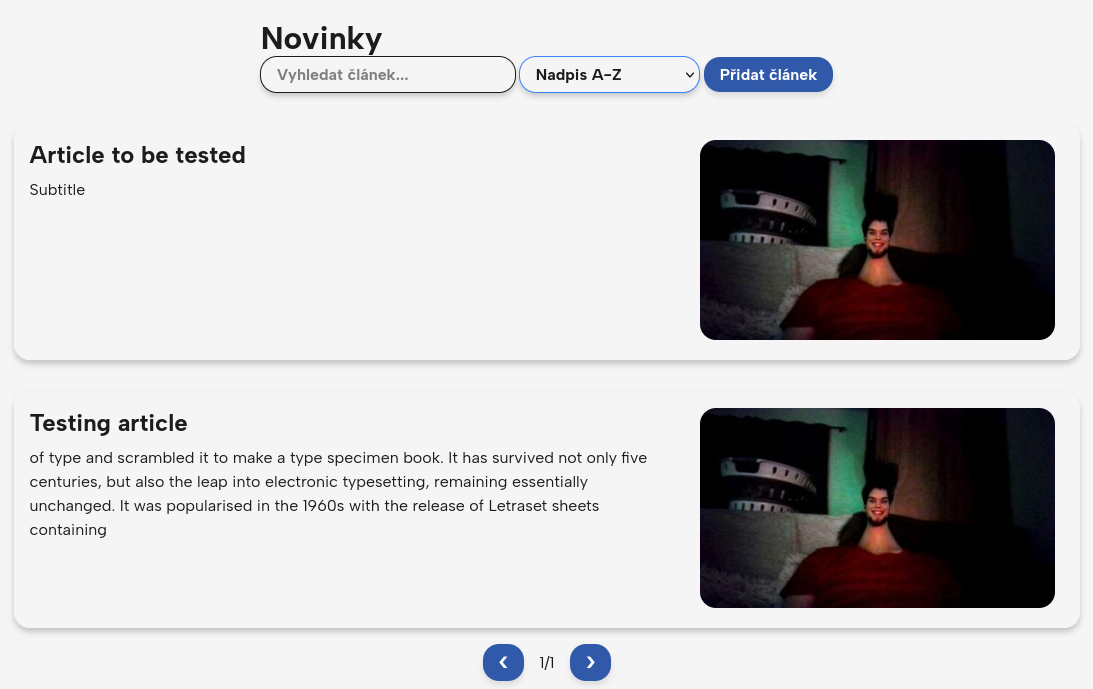 Novinky
Vyhledat článek...
Nadpis A-Z
Přidat článek
Article to be tested
Subtitle
Testing article
of type and scrambled it to make a type specimen book. It has survived not only five
centuries, but also the leap into electronic typesetting, remaining essentially
unchanged. It was popularised in the 1960s with the release of Letraset sheets
containing
‹ 1/1 ›